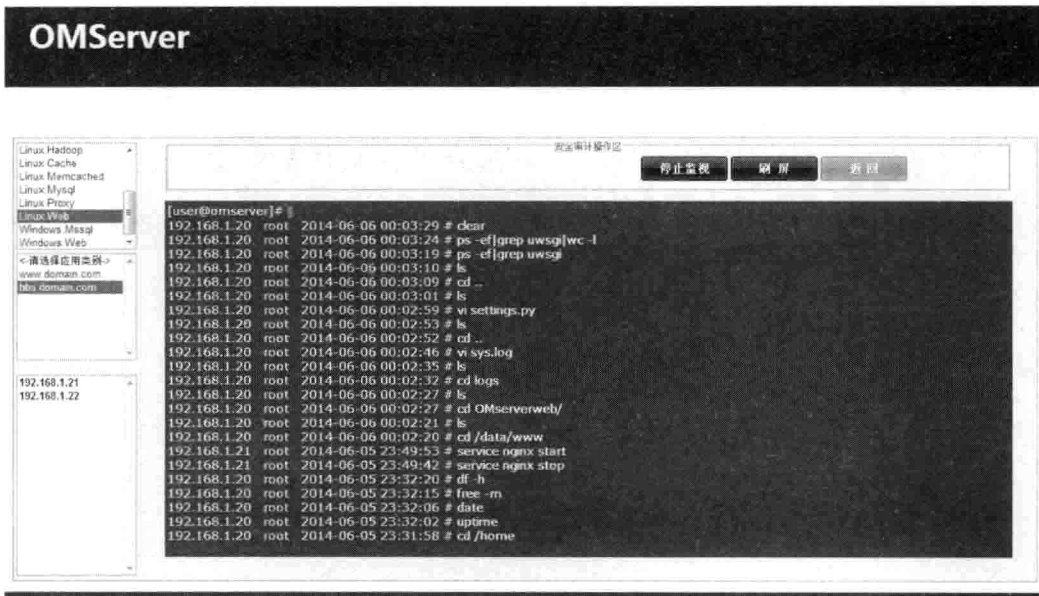 OMServer
Linux Hadoop
Linux Cache
Linux Memcached
Linux Mysql
Linux Proxy
Linux Web
Windows Mssql
Windows Web
<-请选择应用类别->
www.domain.com
bbs.domain.com
192.168.1.21
192.168.1.22
安全审计操作区
停止监视 刷 屏 返 回
[user@omserver]#
192.168.1.20 root 2014-06-06 00:03:29 # clear
192.168.1.20 root 2014-06-06 00:03:24 # ps -ef|grep uwsgi|wc -l
192.168.1.20 root 2014-06-06 00:03:19 # ps -ef|grep uwsgi
192.168.1.20 root 2014-06-06 00:03:10 # ls
192.168.1.20 root 2014-06-06 00:03:09 # cd ..
192.168.1.20 root 2014-06-06 00:03:01 # ls
192.168.1.20 root 2014-06-06 00:02:59 # vi settings.py
192.168.1.20 root 2014-06-06 00:02:53 # ls
192.168.1.20 root 2014-06-06 00:02:52 # cd ..
192.168.1.20 root 2014-06-06 00:02:46 # vi sys.log
192.168.1.20 root 2014-06-06 00:02:35 # ls
192.168.1.20 root 2014-06-06 00:02:32 # cd logs
192.168.1.20 root 2014-06-06 00:02:27 # ls
192.168.1.20 root 2014-06-06 00:02:27 # cd OMserverweb/
192.168.1.20 root 2014-06-06 00:02:21 # ls
192.168.1.20 root 2014-06-06 00:02:20 # cd /data/www
192.168.1.21 root 2014-06-05 23:49:53 # service nginx start
192.168.1.21 root 2014-06-05 23:49:42 # service nginx stop
192.168.1.20 root 2014-06-05 23:32:20 # df -h
192.168.1.20 root 2014-06-05 23:32:15 # free -m
192.168.1.20 root 2014-06-05 23:32:06 # date
192.168.1.20 root 2014-06-05 23:32:02 # uptime
192.168.1.20 root 2014-06-05 23:31:58 # cd /home